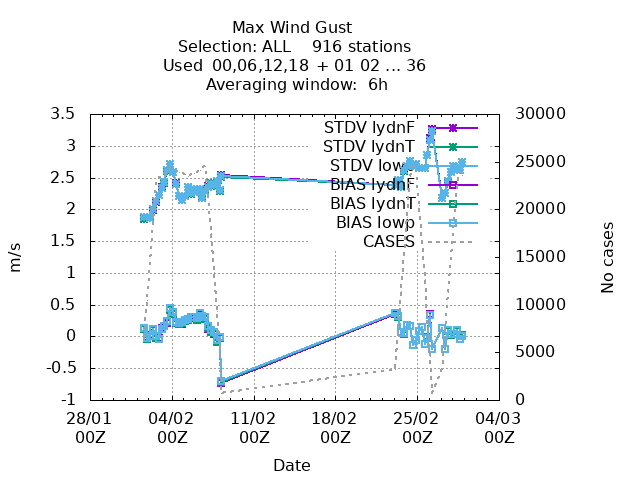 Max Wind Gust
Selection: ALL    916 stations
Used  00,06,12,18  + 01 02 ... 36
Averaging window:  6h
3.5
3
2.5
2
1.5
1
0.5
0
-0.5
-1
m/s
30000
25000
20000
15000
10000
5000
0
No cases
STDV lydnF
STDV lydnT
STDV lowp
BIAS lydnF
BIAS lydnT
BIAS lowp
CASES
28/01 04/02 11/02 18/02 25/02 04/03
00Z 00Z 00Z 00Z 00Z 00Z
Date